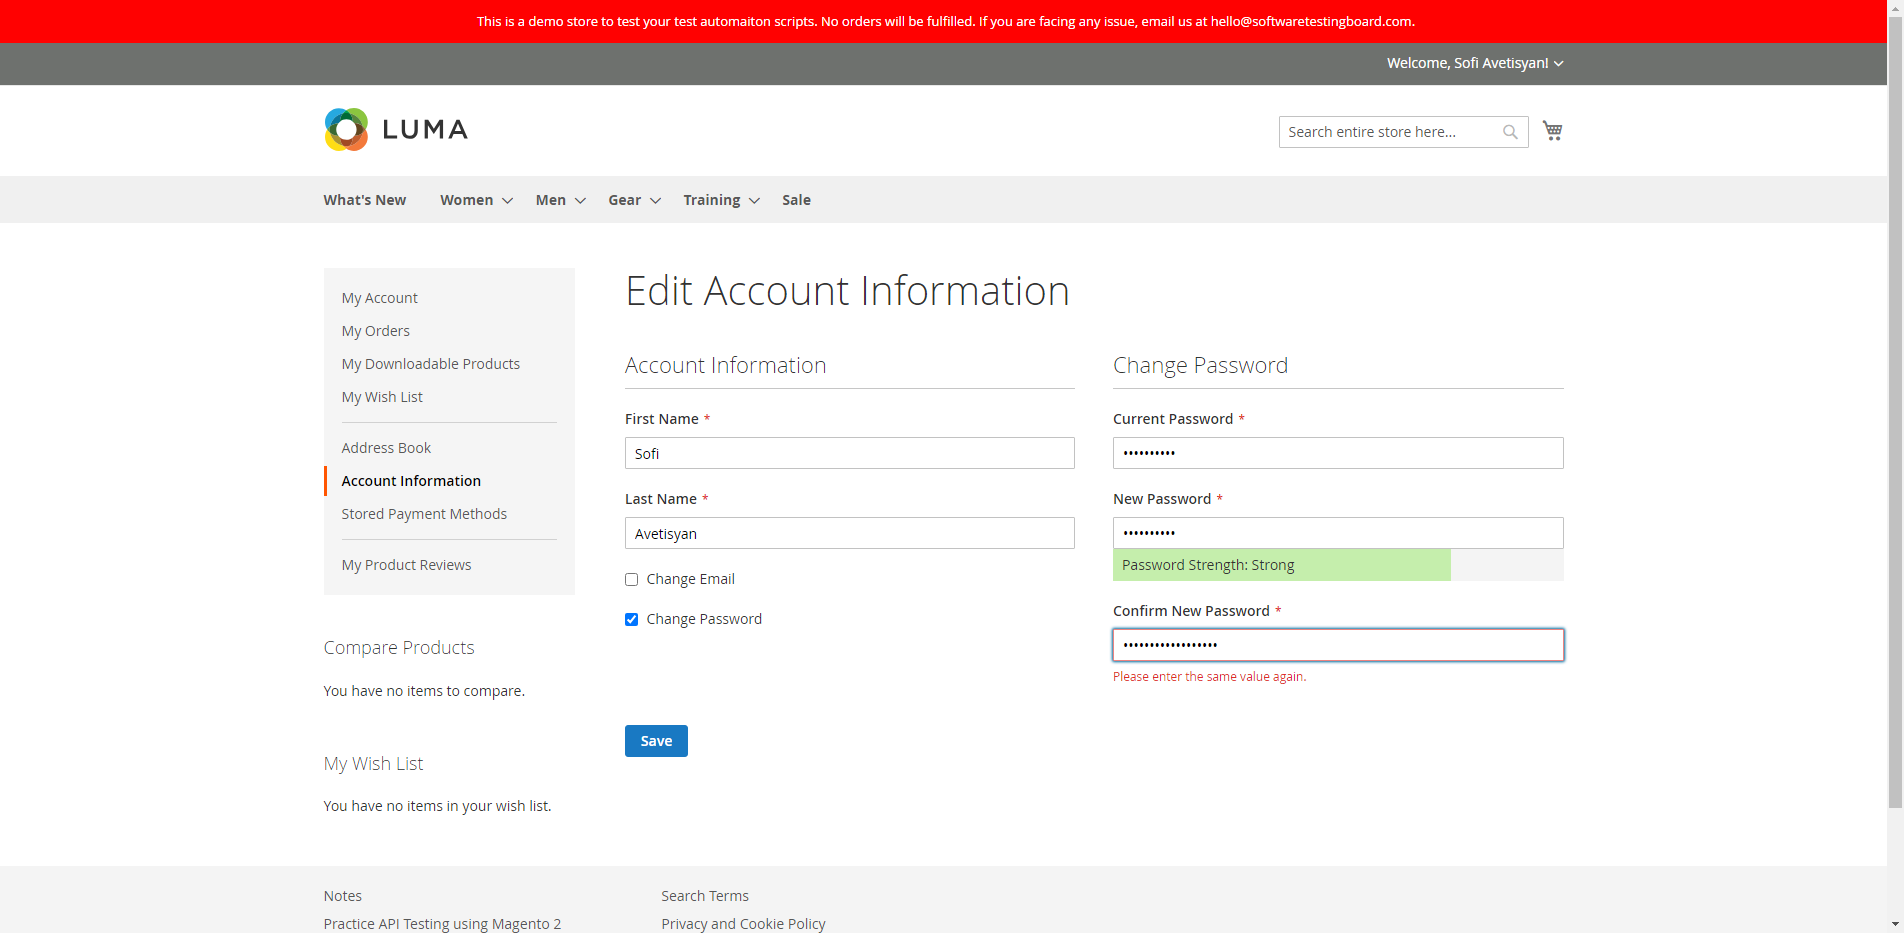 This is a demo store to test your test automaiton scripts. No orders will be fulfilled. If you are facing any issue, email us at hello@softwaretestingboard.com.
Welcome, Sofi Avetisyan!
LUMA
Search entire store here...
What's New Women Men Gear Training Sale
My Account
My Orders
My Downloadable Products
My Wish List
Address Book
Account Information
Stored Payment Methods
My Product Reviews
Compare Products
You have no items to compare.
My Wish List
You have no items in your wish list.
Edit Account Information
Account Information
First Name *
Sofi
Last Name *
Avetisyan
Change Email
Change Password
Save
Change Password
Current Password *
••••••••••
New Password *
••••••••••
Password Strength: Strong
Confirm New Password *
••••••••••••••••••
Please enter the same value again.
Notes
Practice API Testing using Magento 2
Search Terms
Privacy and Cookie Policy